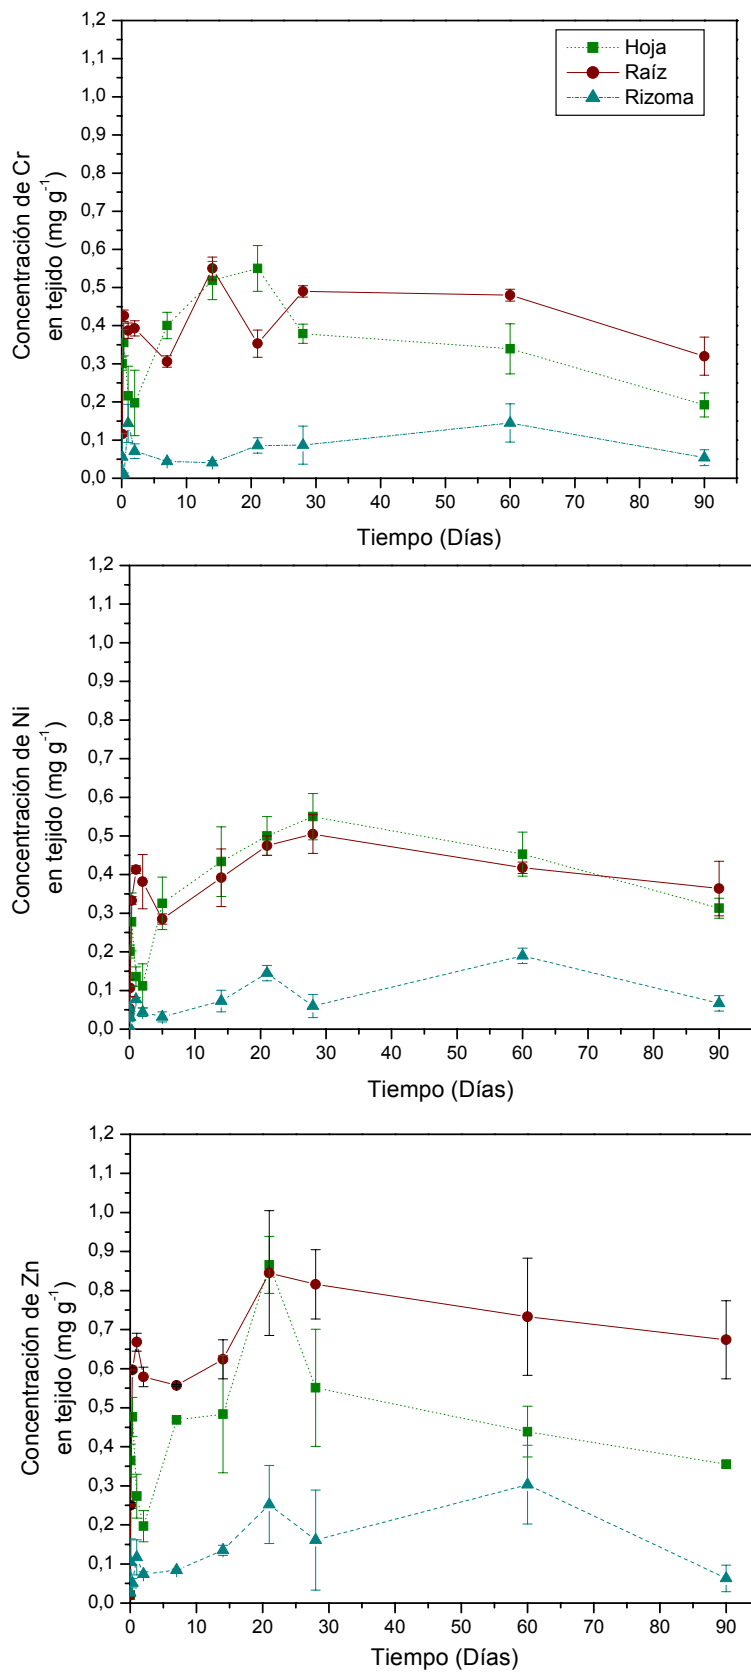 1,2
1,1
1,0
0,9
0,8
0,7
0,6
0,5
0,4
0,3
0,2
0,1
0,0
Concentración de Cr
en tejido (mg g-1)
Hoja
Raíz
Rizoma
0 10 20 30 40 50 60 70 80 90
Tiempo (Días)
1,2
1,1
1,0
0,9
0,8
0,7
0,6
0,5
0,4
0,3
0,2
0,1
0,0
Concentración de Ni
en tejido (mg g-1)
0 10 20 30 40 50 60 70 80 90
Tiempo (Días)
1,2
1,1
1,0
0,9
0,8
0,7
0,6
0,5
0,4
0,3
0,2
0,1
0,0
Concentración de Zn
en tejido (mg g-1)
0 10 20 30 40 50 60 70 80 90
Tiempo (Días)